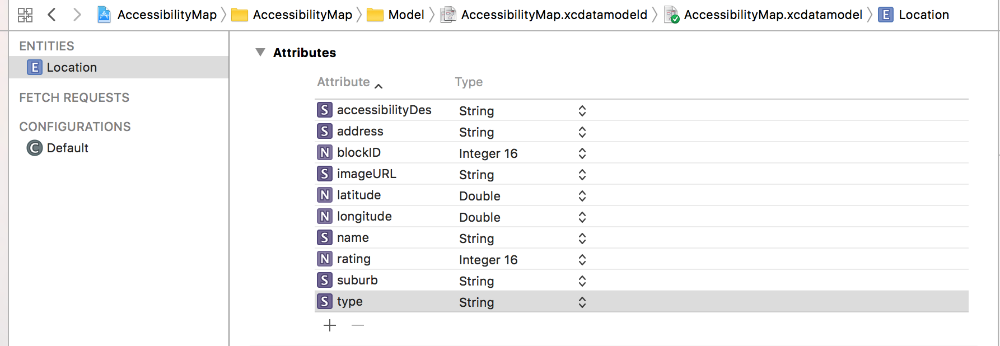 AccessibilityMap AccessibilityMap Model AccessibilityMap.xcdatamodeld AccessibilityMap.xcdatamodel E Location
ENTITIES
E Location
FETCH REQUESTS
CONFIGURATIONS
C Default
Attributes
Attribute Type
S accessibilityDes String
S address String
N blockID Integer 16
S imageURL String
N latitude Double
N longitude Double
S name String
N rating Integer 16
S suburb String
S type String